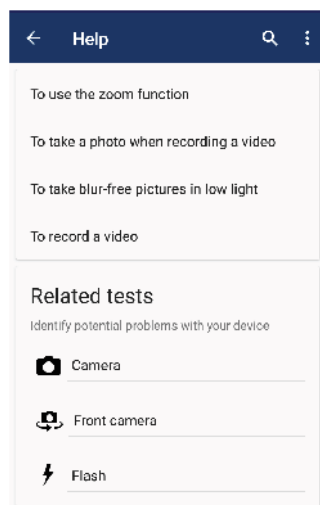 Help
To use the zoom function
To take a photo when recording a video
To take blur-free pictures in low light
To record a video
Related tests
Identify potential problems with your device
Camera
Front camera
Flash